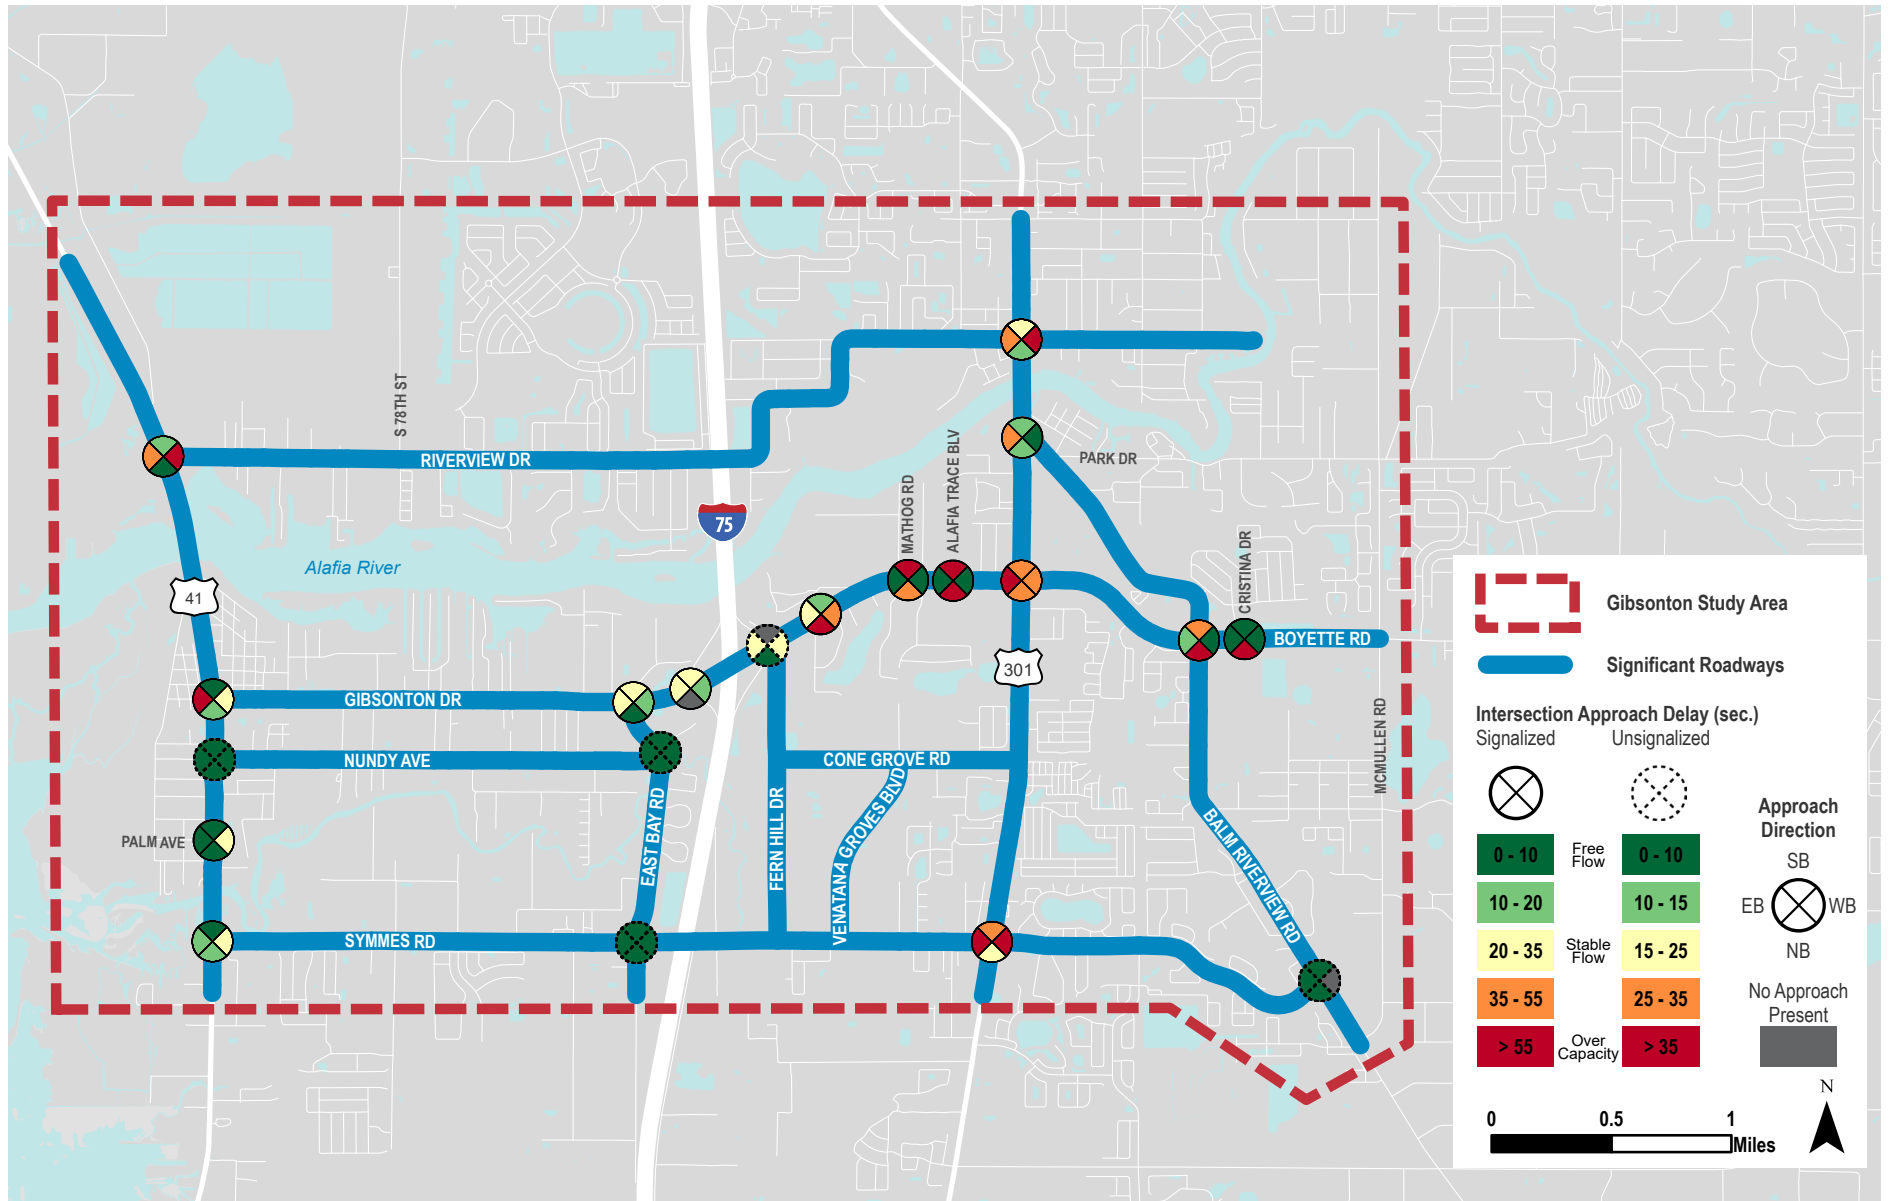 S 78TH ST
RIVERVIEW DR
75
Alafia River
41
MATHOG RD
ALAFIA TRACE BLV
PARK DR
CRISTINA DR
BOYETTE RD
301
GIBSONTON DR
NUNDY AVE
CONE GROVE RD
MCMULLEN RD
PALM AVE
EAST BAY RD
FERN HILL DR
VENATANA GROVES BLVD
BALM RIVERVIEW RD
SYMMES RD
Gibsonton Study Area
Significant Roadways
Intersection Approach Delay (sec.)
Signalized Unsignalized
0 - 10 Free Flow 0 - 10
10 - 20 10 - 15
20 - 35 Stable Flow 15 - 25
35 - 55 25 - 35
> 55 Over Capacity > 35
Approach
Direction
SB
EB WB
NB
No Approach
Present
N
0 0.5 1
Miles